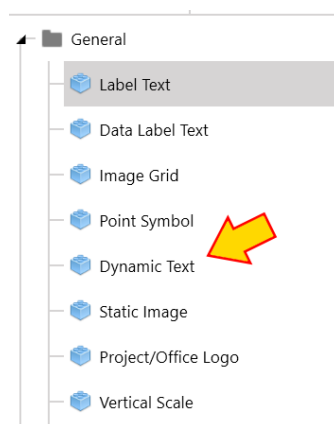 General
Label Text
Data Label Text
Image Grid
Point Symbol
Dynamic Text
Static Image
Project/Office Logo
Vertical Scale